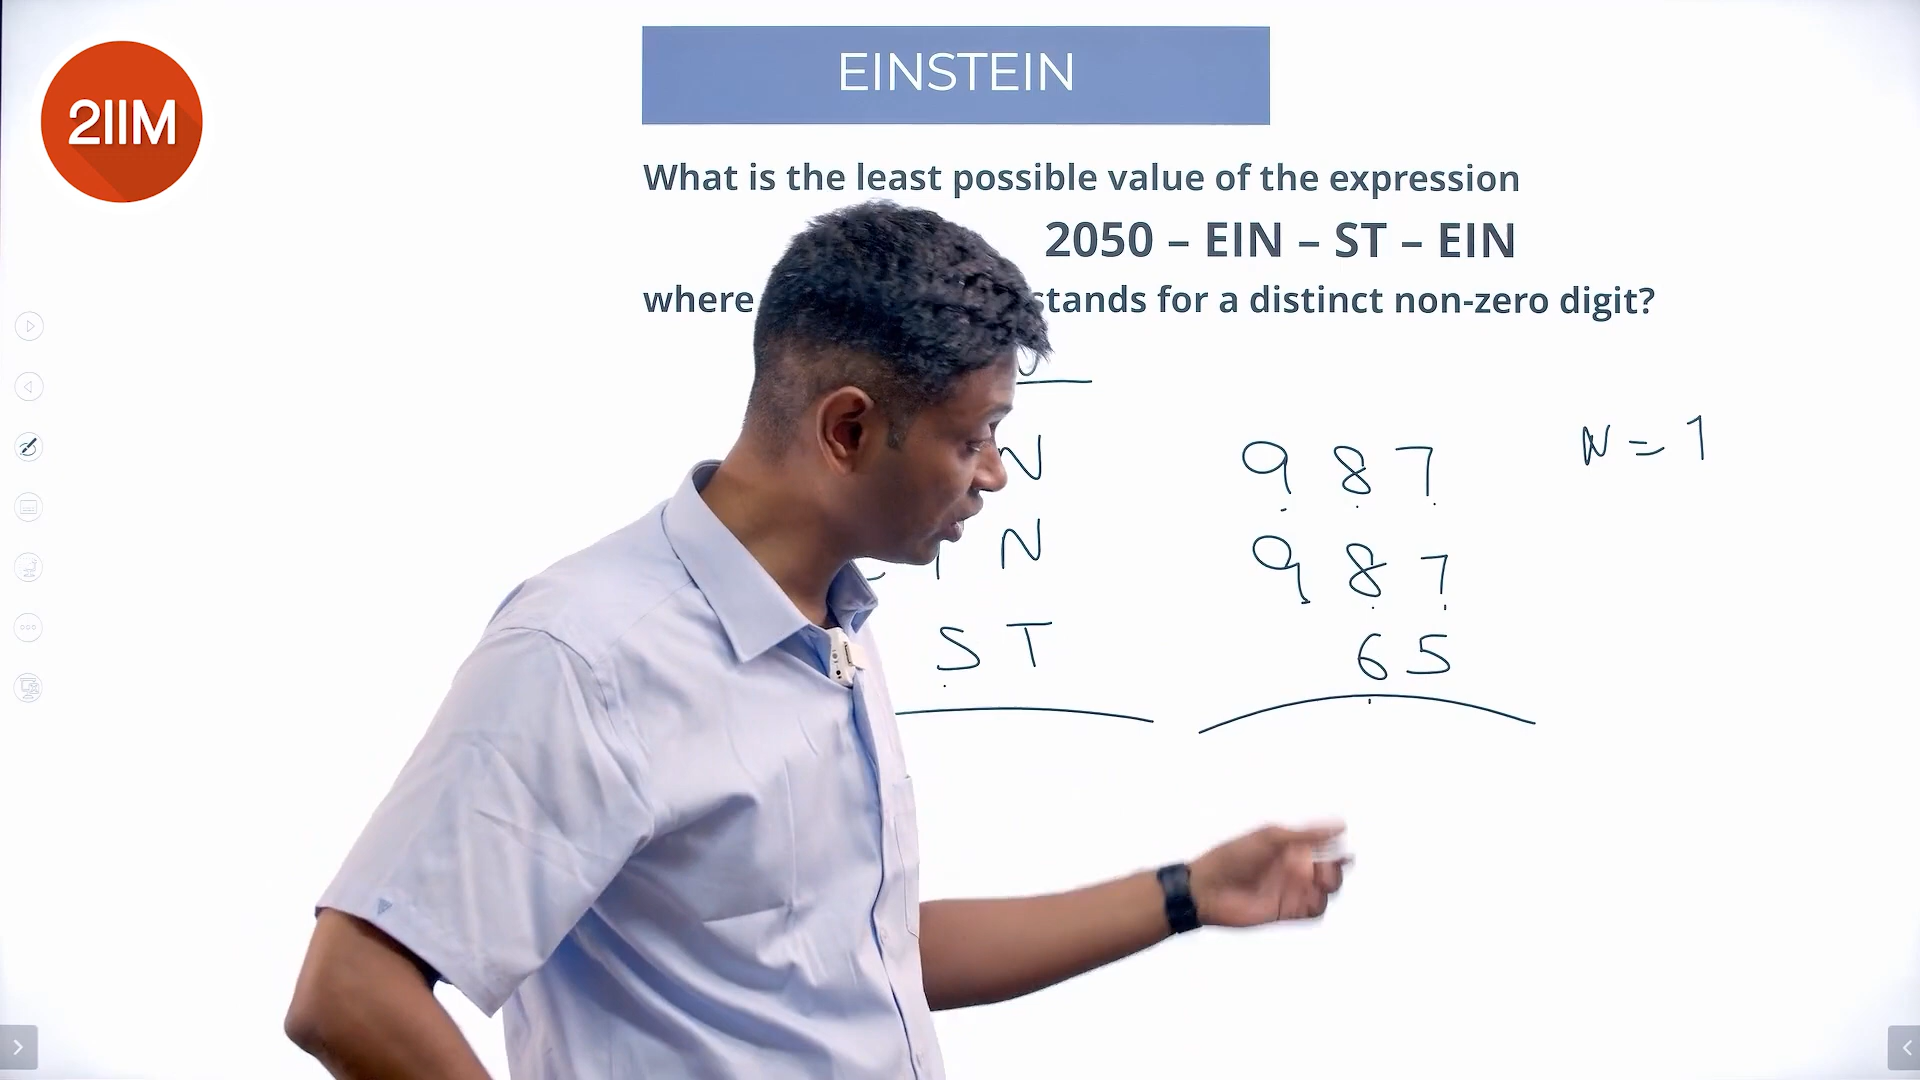 2IIM
EINSTEIN
What is the least possible value of the expression
2050 – EIN – ST – EIN
where stands for a distinct non-zero digit?
N 9 8 7 N = 1
N 9 8 7
S T 6 5